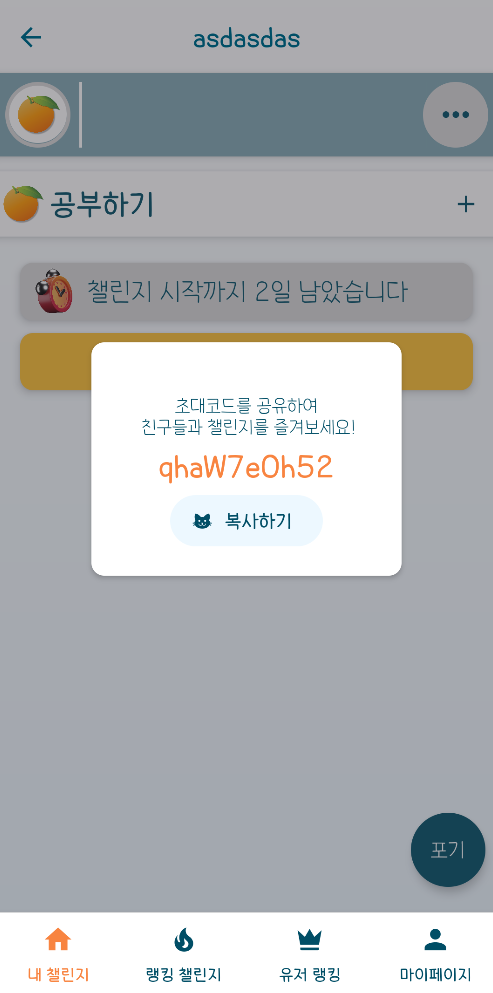 asdasdas
공부하기
챌린지 시작까지 2일 남았습니다
초대코드를 공유하여
친구들과 챌린지를 즐겨보세요!
qhaW7eOh52
복사하기
포기
내 챌린지
랭킹 챌린지
유저 랭킹
마이페이지